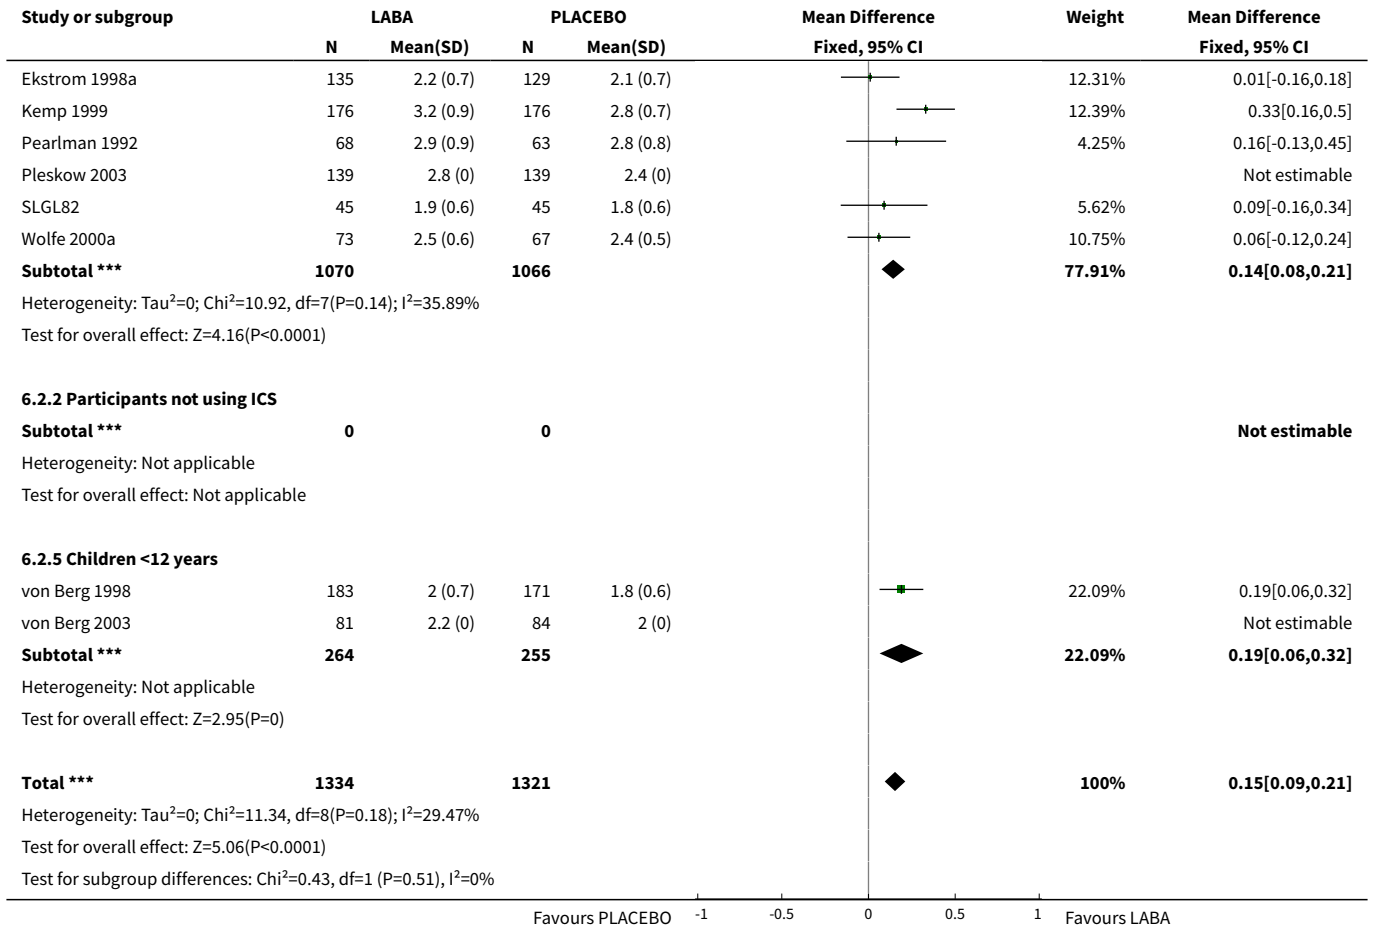 Study or subgroup LABA PLACEBO Mean Difference Weight Mean Difference
N Mean(SD) N Mean(SD) Fixed, 95% CI Fixed, 95% CI
Ekstrom 1998a 135 2.2 (0.7) 129 2.1 (0.7) 12.31% 0.01[-0.16,0.18]
Kemp 1999 176 3.2 (0.9) 176 2.8 (0.7) 12.39% 0.33[0.16,0.5]
Pearlman 1992 68 2.9 (0.9) 63 2.8 (0.8) 4.25% 0.16[-0.13,0.45]
Pleskow 2003 139 2.8 (0) 139 2.4 (0) Not estimable
SLGL82 45 1.9 (0.6) 45 1.8 (0.6) 5.62% 0.09[-0.16,0.34]
Wolfe 2000a 73 2.5 (0.6) 67 2.4 (0.5) 10.75% 0.06[-0.12,0.24]
Subtotal *** 1070 1066 77.91% 0.14[0.08,0.21]
Heterogeneity: Tau²=0; Chi²=10.92, df=7(P=0.14); I²=35.89%
Test for overall effect: Z=4.16(P<0.0001)
6.2.2 Participants not using ICS
Subtotal *** 0 0 Not estimable
Heterogeneity: Not applicable
Test for overall effect: Not applicable
6.2.5 Children <12 years
von Berg 1998 183 2 (0.7) 171 1.8 (0.6) 22.09% 0.19[0.06,0.32]
von Berg 2003 81 2.2 (0) 84 2 (0) Not estimable
Subtotal *** 264 255 22.09% 0.19[0.06,0.32]
Heterogeneity: Not applicable
Test for overall effect: Z=2.95(P=0)
Total *** 1334 1321 100% 0.15[0.09,0.21]
Heterogeneity: Tau²=0; Chi²=11.34, df=8(P=0.18); I²=29.47%
Test for overall effect: Z=5.06(P<0.0001)
Test for subgroup differences: Chi²=0.43, df=1 (P=0.51), I²=0%
Favours PLACEBO -1 -0.5 0 0.5 1 Favours LABA